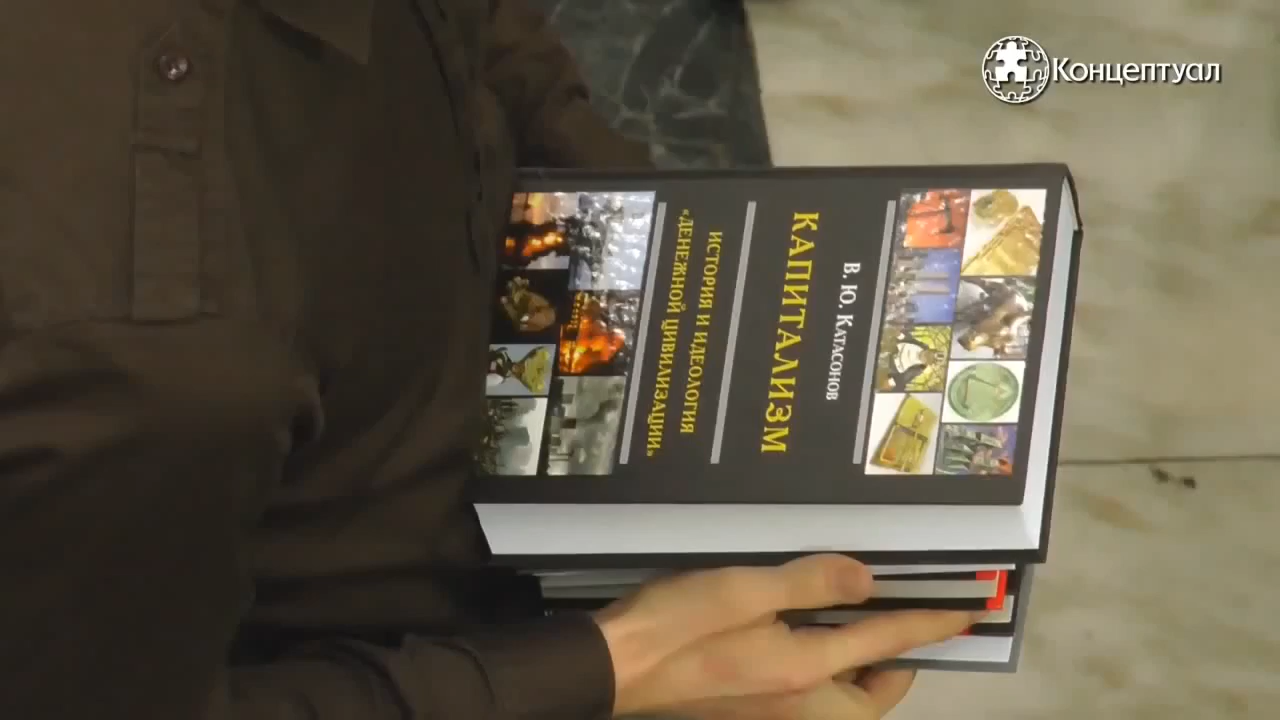 Концептуал
В. Ю. Катасонов
КАПИТАЛИЗМ
ИСТОРИЯ И ИДЕОЛОГИЯ
«ДЕНЕЖНОЙ ЦИВИЛИЗАЦИИ»